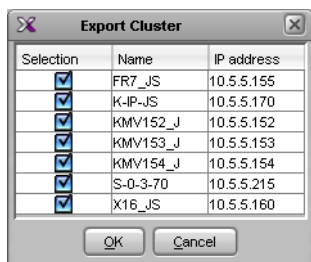 Export Cluster
Selection Name IP address
FR7_JS 10.5.5.155
K-IP-JS 10.5.5.170
KMV152_J 10.5.5.152
KMV153_J 10.5.5.153
KMV154_J 10.5.5.154
S-0-3-70 10.5.5.215
X16_JS 10.5.5.160
OK Cancel